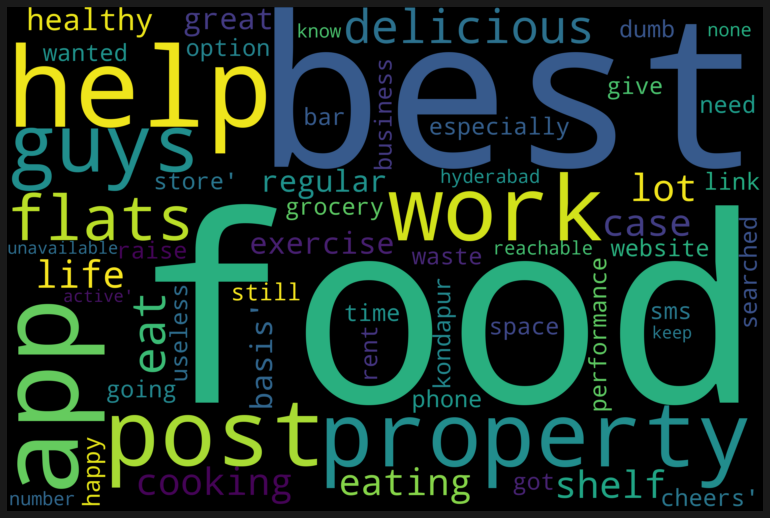 healthy great know delicious dumb none
wanted option
help best
give need
bar business especially
guys
store' regular hyderabad lot link
flats grocery work case
unavailable raise exercise waste reachable website searched
life active' still food
app eat useless basis' time rent kondapur space performance sms keep
going phone
post property
happy cooking eating got shelf
number cheers'